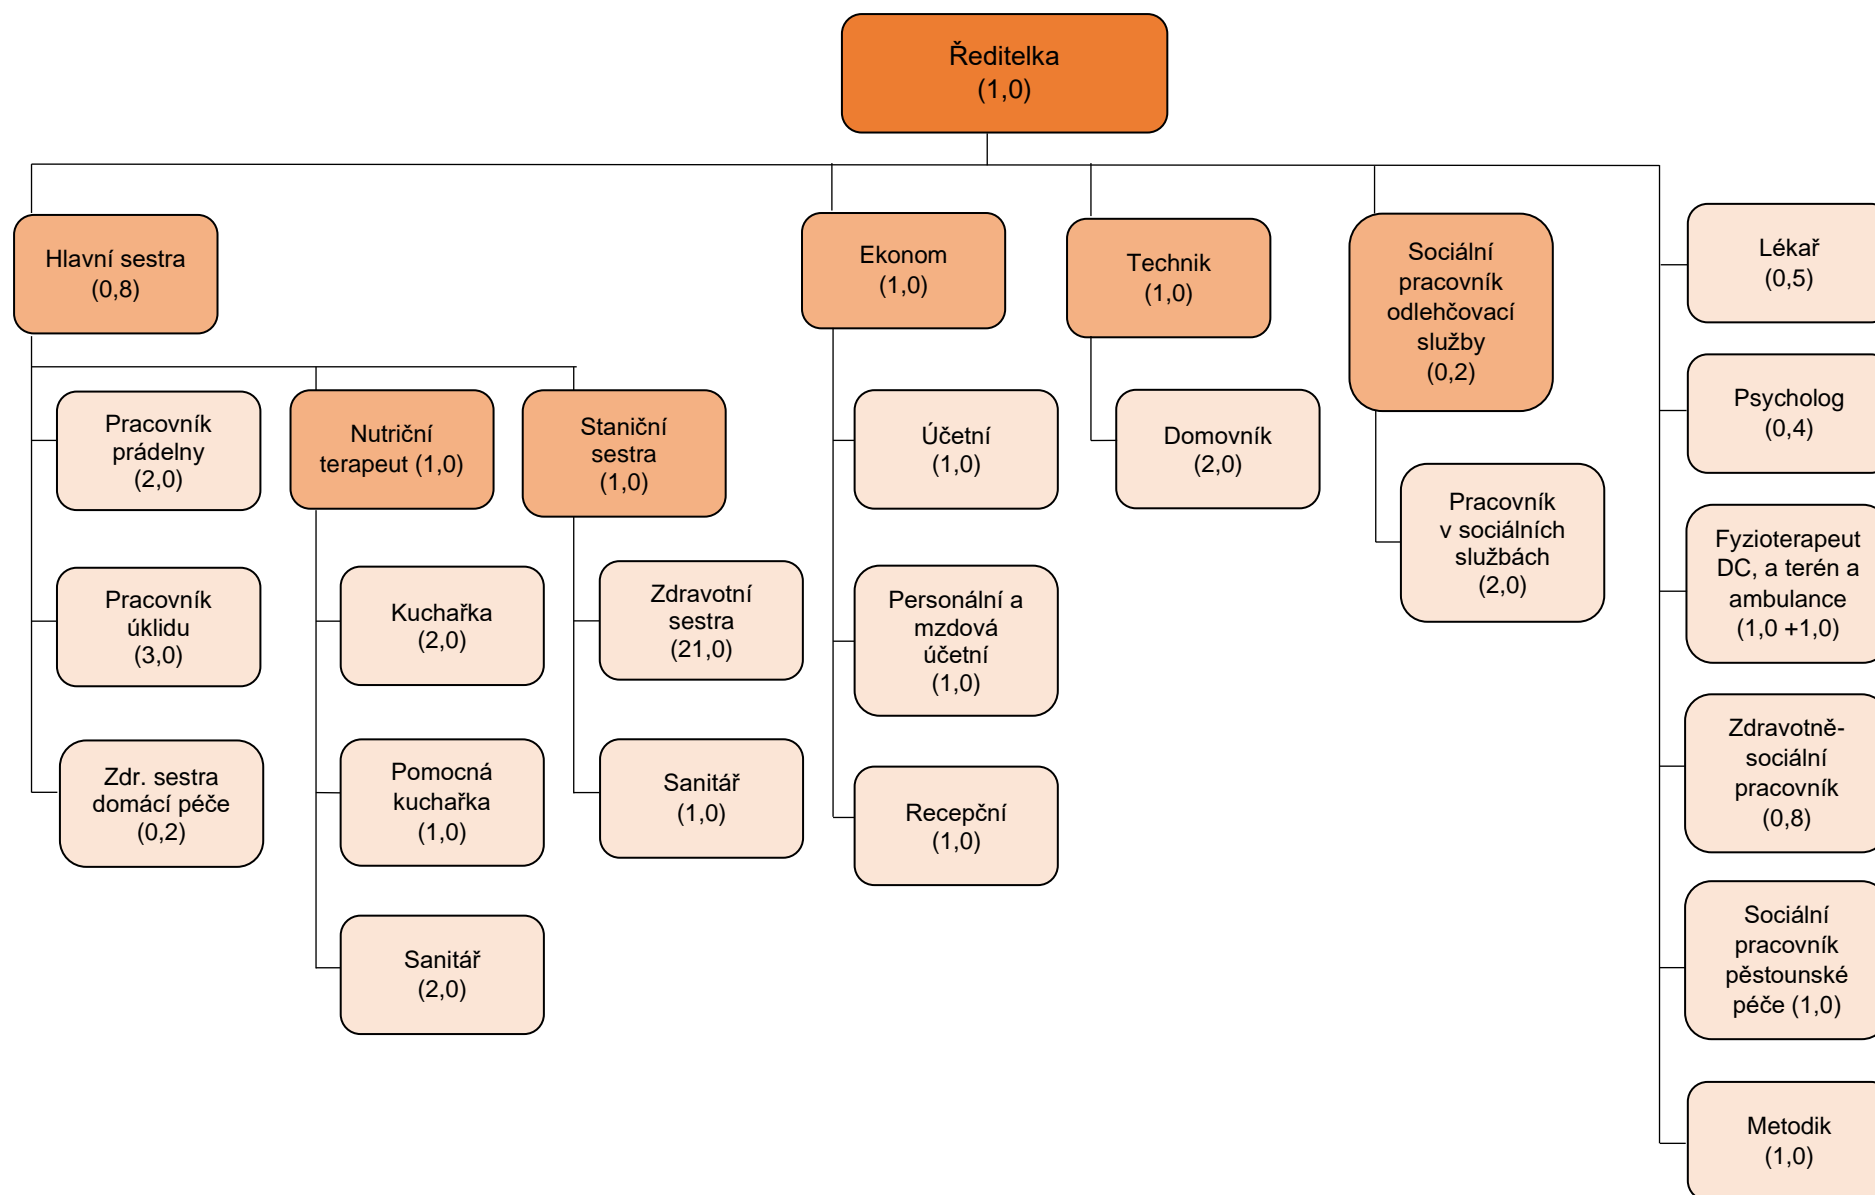 Ředitelka
(1,0)
Hlavní sestra
(0,8)
Ekonom
(1,0)
Technik
(1,0)
Sociální
pracovník
odlehčovací
služby
(0,2)
Lékař
(0,5)
Psycholog
(0,4)
Fyzioterapeut
DC, a terén a
ambulance
(1,0 +1,0)
Zdravotně-
sociální
pracovník
(0,8)
Sociální
pracovník
pěstounské
péče (1,0)
Metodik
(1,0)
Pracovník
prádelny
(2,0)
Pracovník
úklidu
(3,0)
Zdr. sestra
domácí péče
(0,2)
Nutriční
terapeut (1,0)
Kuchařka
(2,0)
Pomocná
kuchařka
(1,0)
Sanitář
(2,0)
Staniční
sestra
(1,0)
Zdravotní
sestra
(21,0)
Sanitář
(1,0)
Účetní
(1,0)
Personální a
mzdová
účetní
(1,0)
Recepční
(1,0)
Domovník
(2,0)
Pracovník
v sociálních
službách
(2,0)